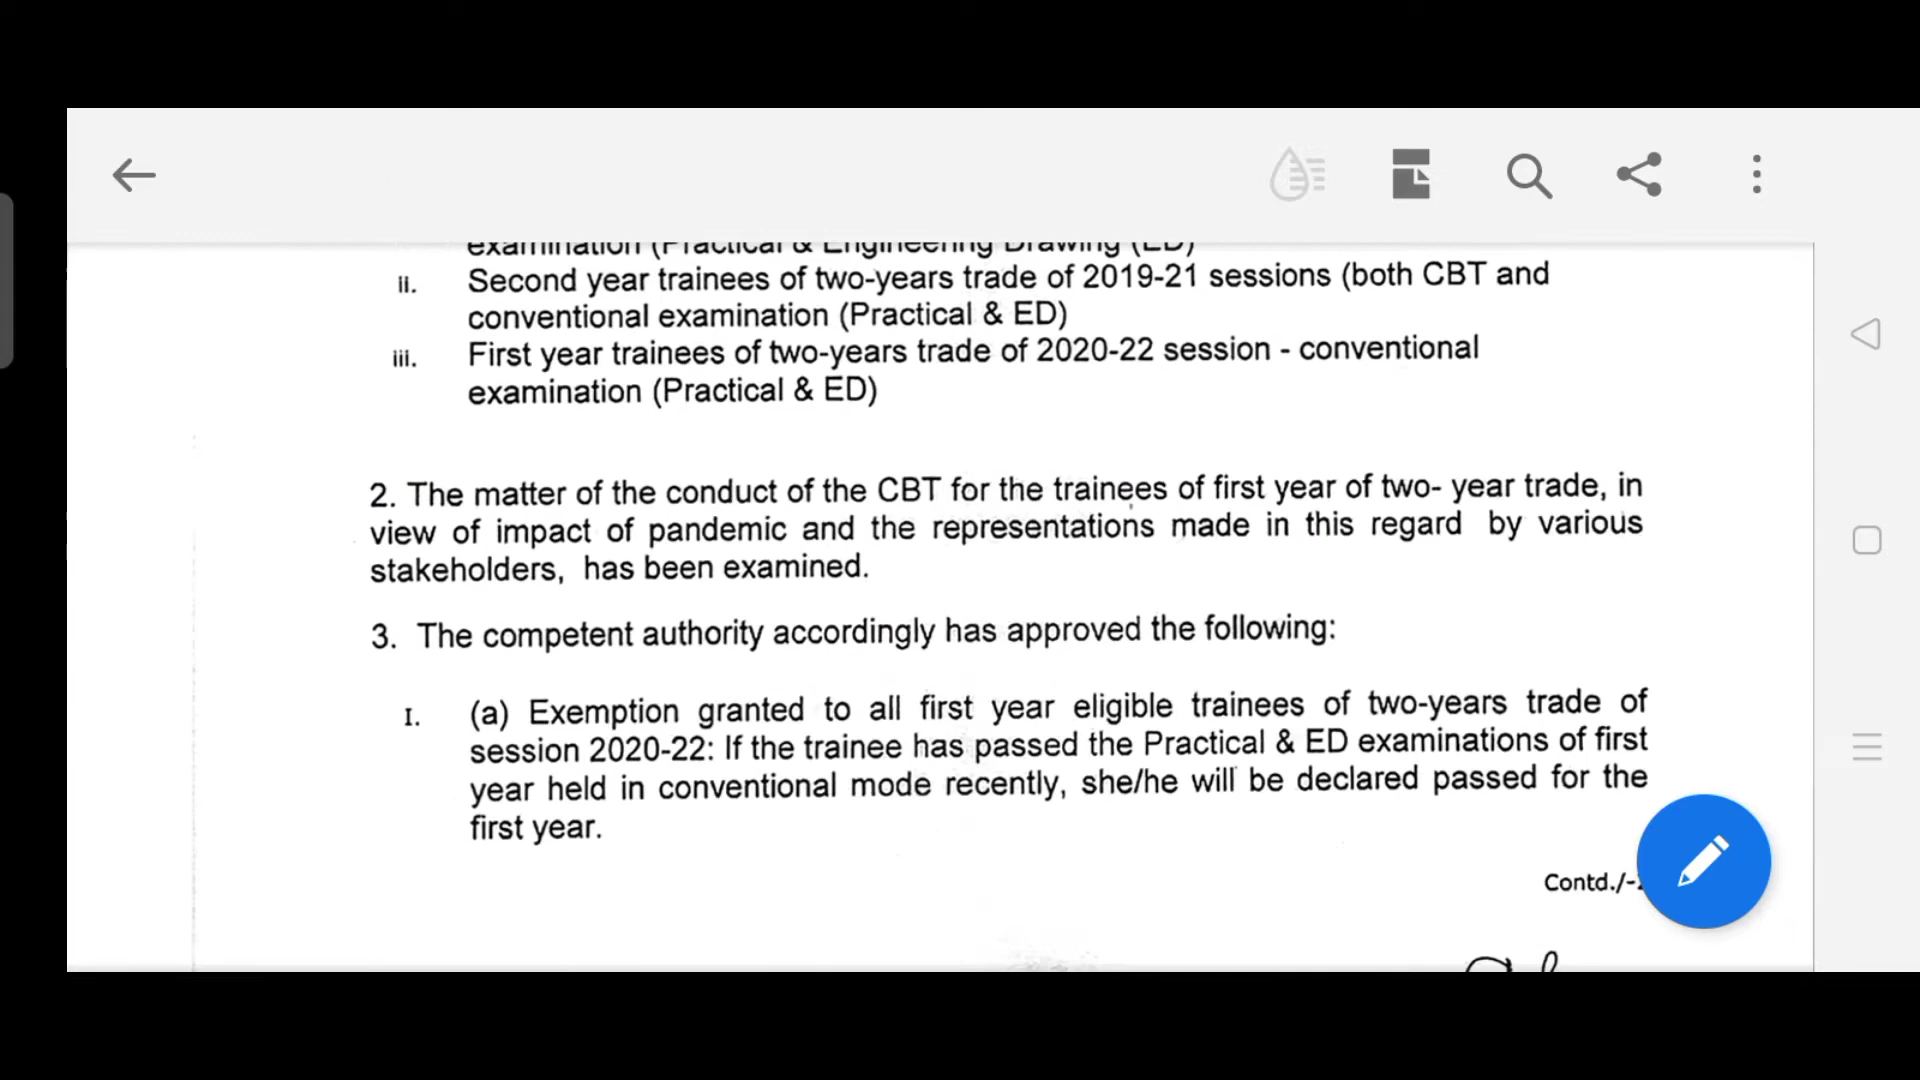 examination (Practical & Engineering Drawing (ED)
ii. Second year trainees of two-years trade of 2019-21 sessions (both CBT and
conventional examination (Practical & ED)
iii. First year trainees of two-years trade of 2020-22 session - conventional
examination (Practical & ED)
2. The matter of the conduct of the CBT for the trainees of first year of two- year trade, in
view of impact of pandemic and the representations made in this regard by various
stakeholders, has been examined.
3. The competent authority accordingly has approved the following:
I. (a) Exemption granted to all first year eligible trainees of two-years trade of
session 2020-22: If the trainee has passed the Practical & ED examinations of first
year held in conventional mode recently, she/he will be declared passed for the
first year.
Contd./-